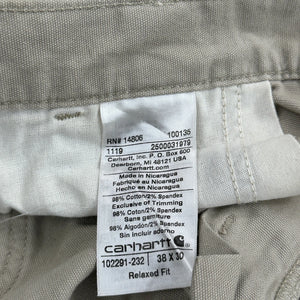 RN# 14806 100135
1119 2500031979
Carhartt, Inc. P.O. Box 600
Dearborn, MI 48121 USA
Carhartt.com
Made in Nicaragua
Fabriqué au Nicaragua
Hecho en Nicaragua
98% Cotton/2% Spandex
Exclusive of Trimming
98% Coton/2% Spandex
Sans garniture
98% Algodon/2% Spandex
Sin incluir adorno
carhartt
102291-232 38 X 30
Relaxed Fit